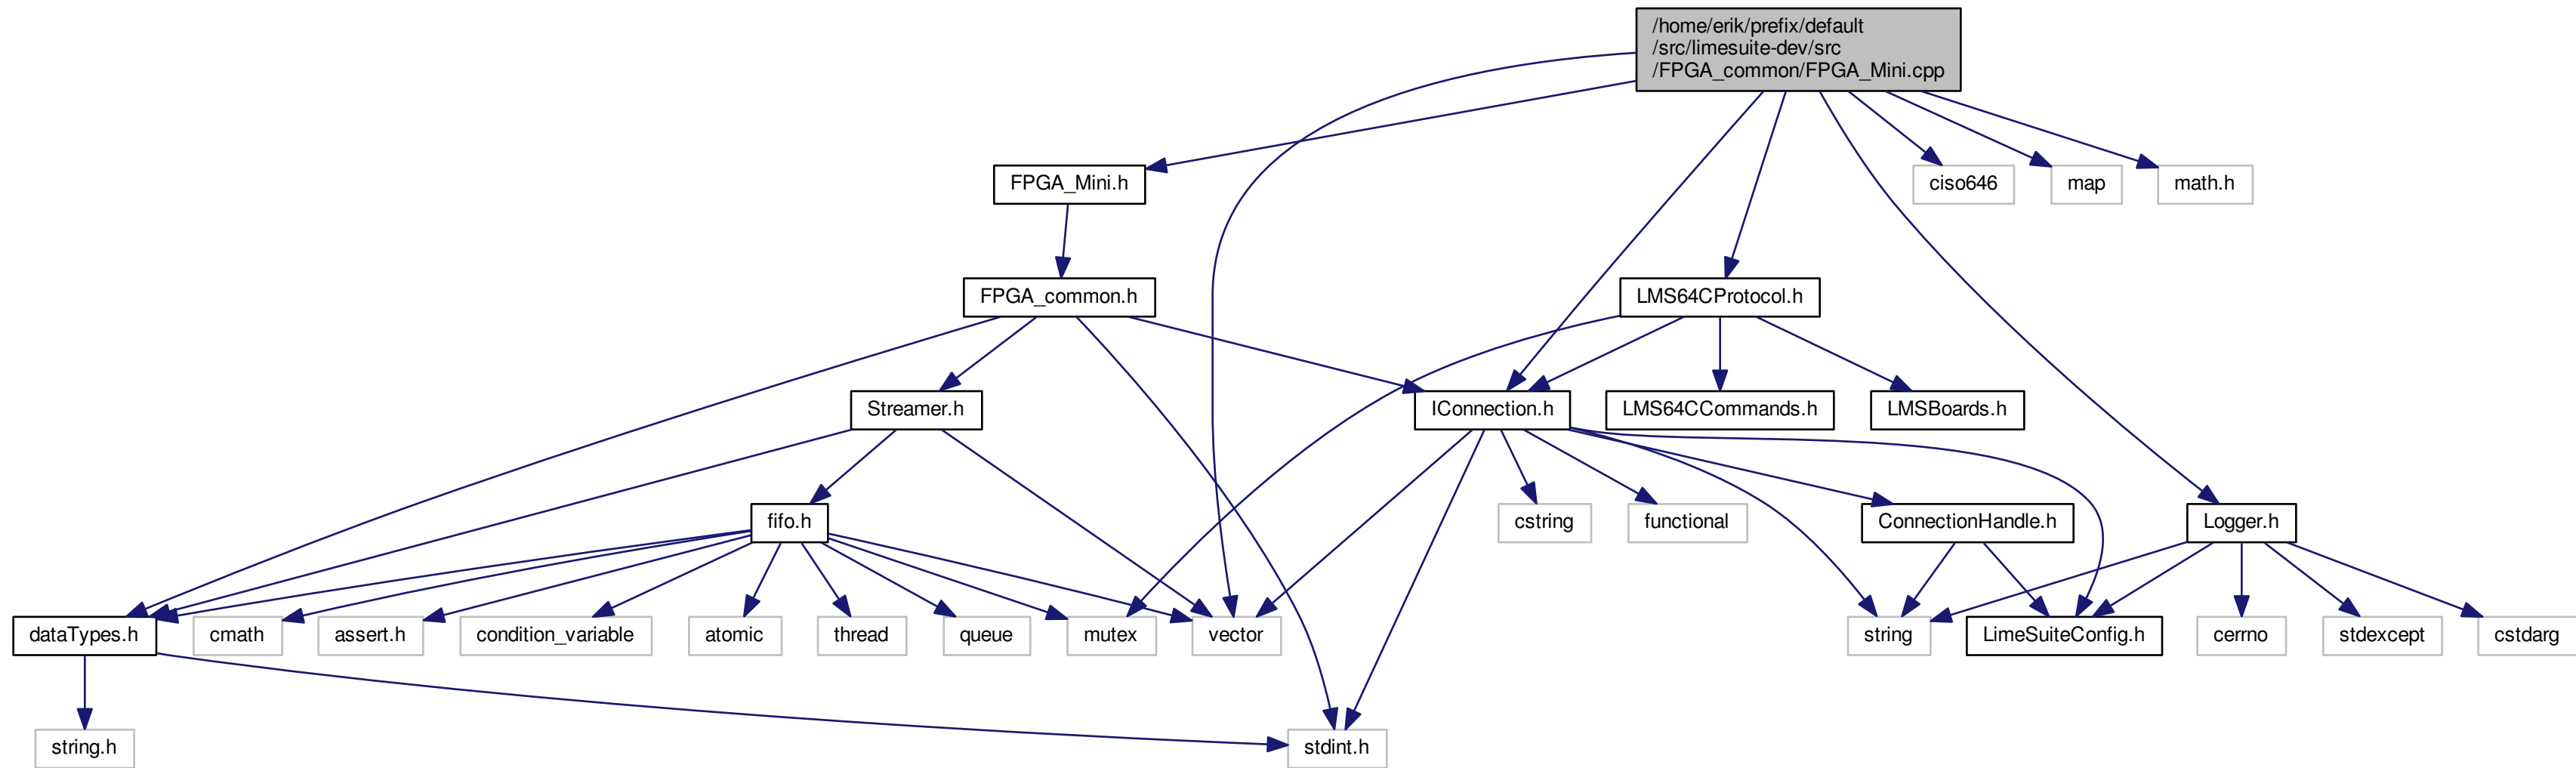 /home/erik/prefix/default
/src/limesuite-dev/src
/FPGA_common/FPGA_Mini.cpp
FPGA_Mini.h
ciso646
map
math.h
FPGA_common.h
LMS64CProtocol.h
Streamer.h
IConnection.h
LMS64CCommands.h
LMSBoards.h
fifo.h
cstring
functional
ConnectionHandle.h
Logger.h
dataTypes.h
cmath
assert.h
condition_variable
atomic
thread
queue
mutex
vector
string
LimeSuiteConfig.h
cerrno
stdexcept
cstdarg
string.h
stdint.h